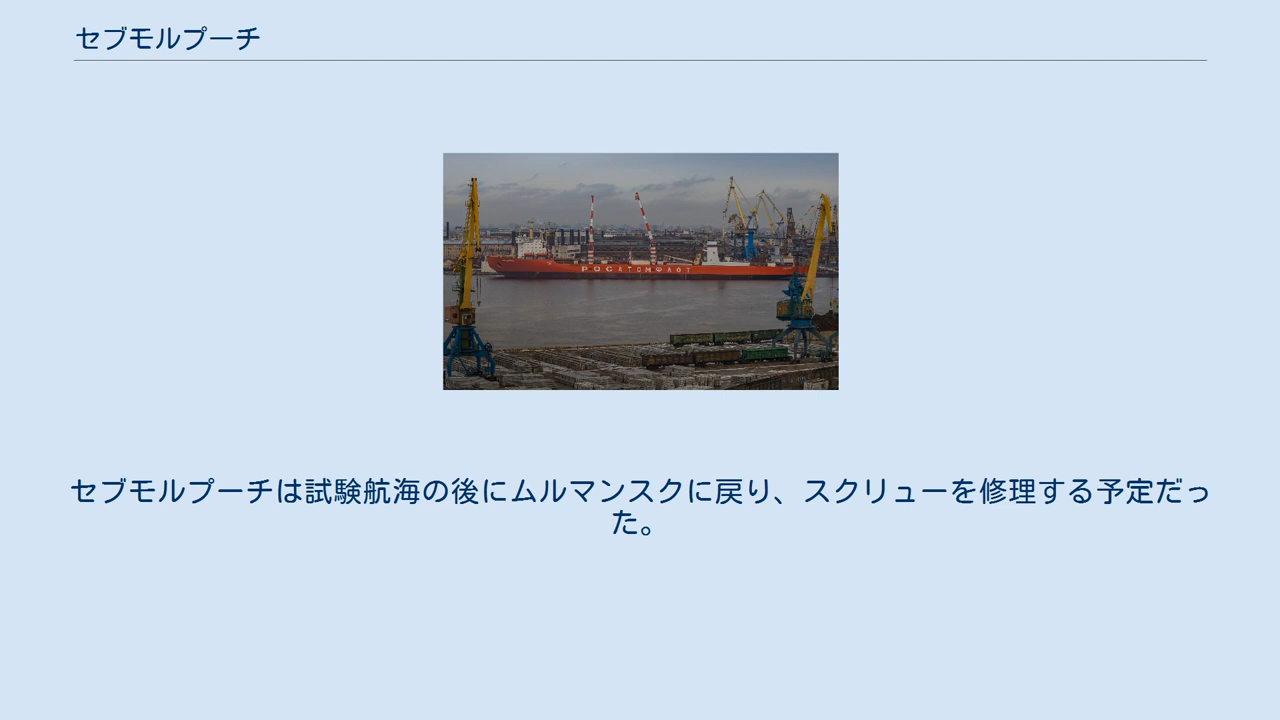 セブモルプーチ
РОСАТОМФЛОТ
セブモルプーチは試験航海の後にムルマンスクに戻り、スクリューを修理する予定だっ
た。